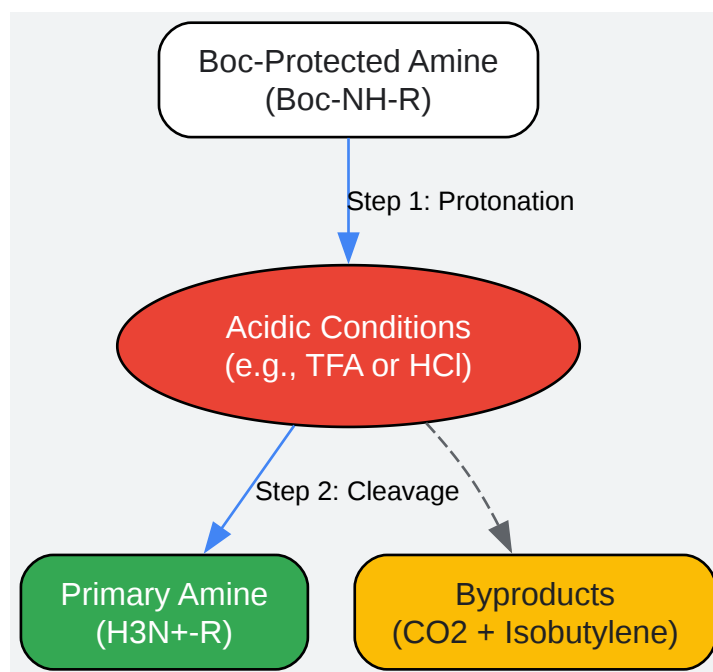 Boc-Protected Amine
(Boc-NH-R)
Step 1: Protonation
Acidic Conditions
(e.g., TFA or HCl)
Step 2: Cleavage
Primary Amine
(H3N+-R)
Byproducts
(CO2 + Isobutylene)